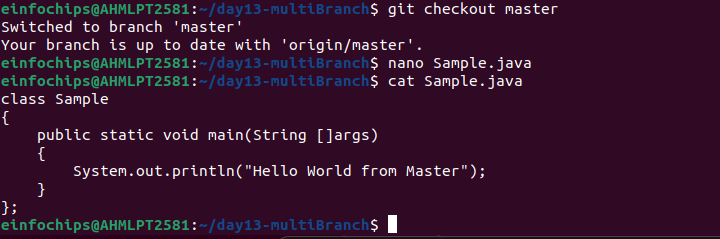 einfochips@AHMLPT2581:~/day13-multiBranch$ git checkout master
Switched to branch 'master'
Your branch is up to date with 'origin/master'.
einfochips@AHMLPT2581:~/day13-multiBranch$ nano Sample.java
einfochips@AHMLPT2581:~/day13-multiBranch$ cat Sample.java
class Sample
{
    public static void main(String []args)
    {
        System.out.println("Hello World from Master");
    }
};
einfochips@AHMLPT2581:~/day13-multiBranch$